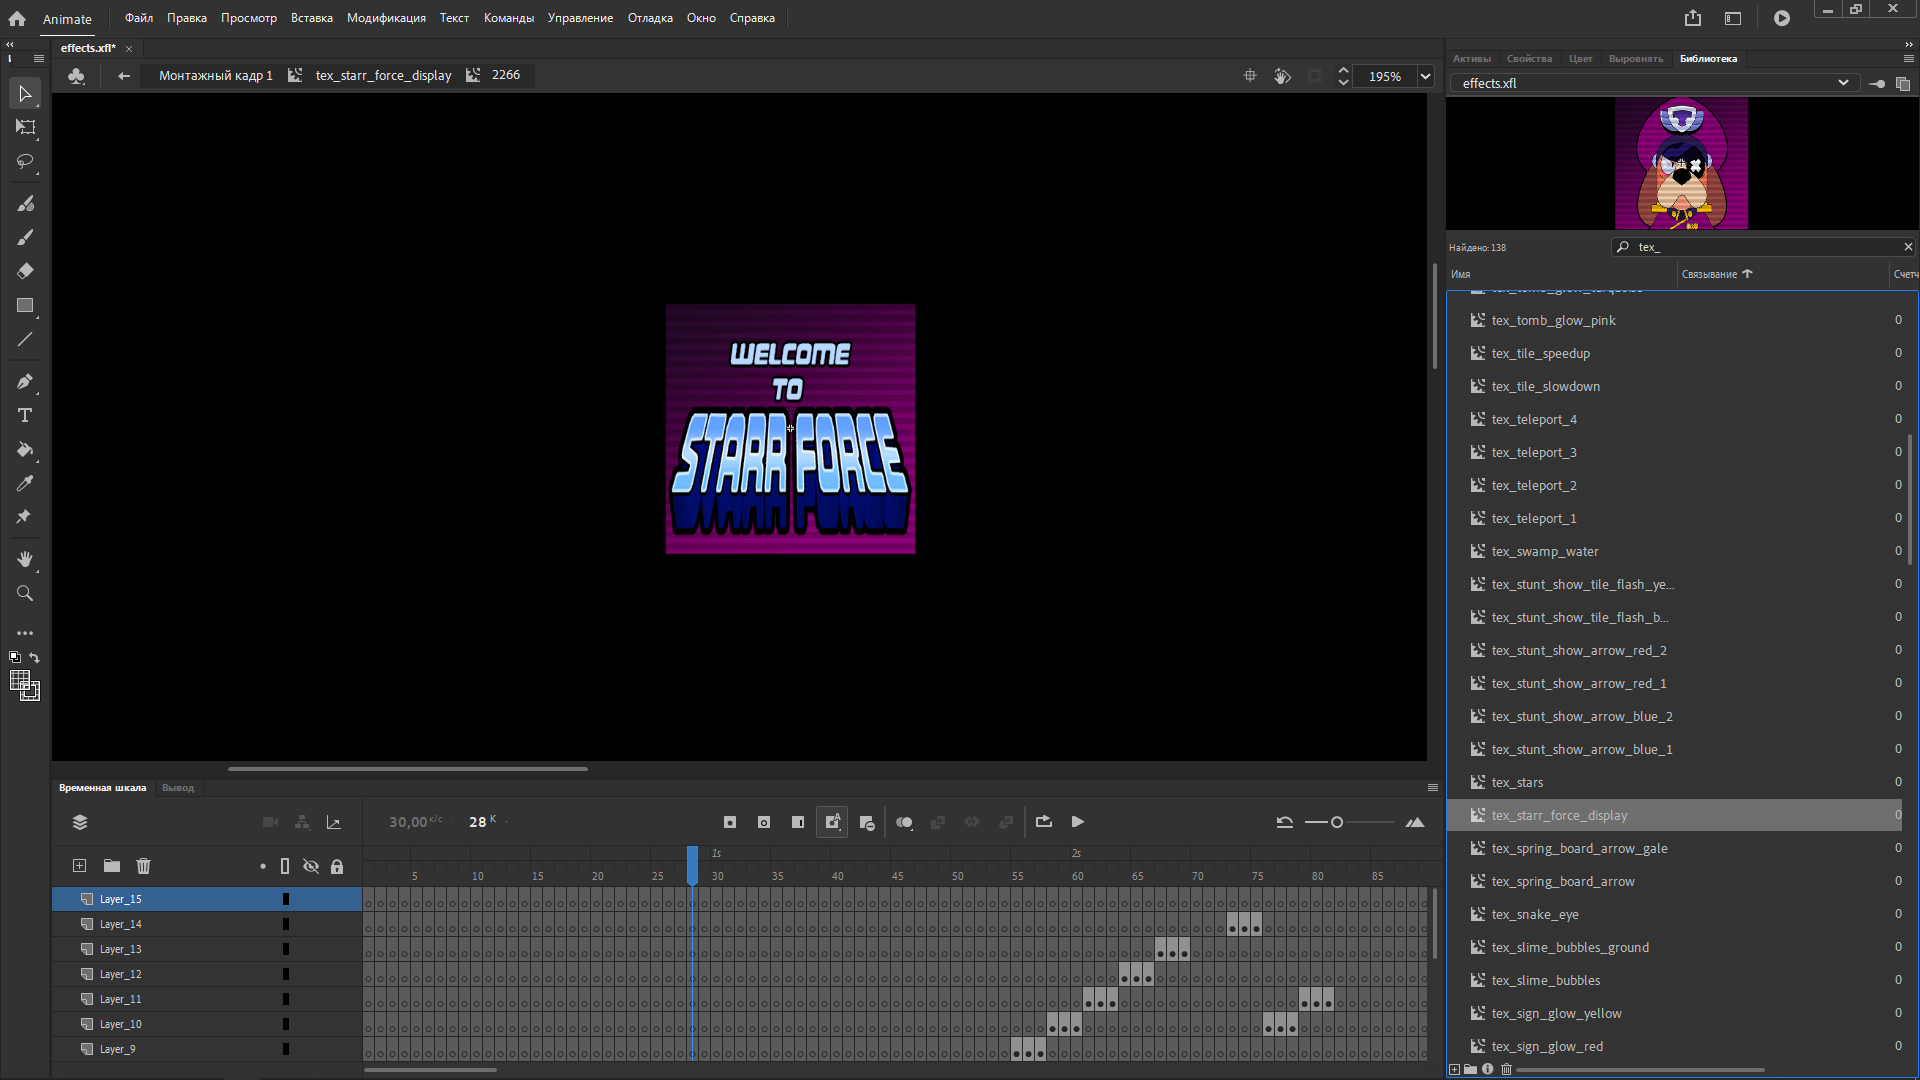 Animate
Файл Правка Просмотр Вставка Модификация Текст Команды Управление Отладка Окно Справка
effects.xfl*
Монтажный кадр 1 tex_starr_force_display 2266
195%
WELCOME
TO
STARR FORCE
Временная шкала Вывод
30,00 к/с 28 К
1s 2s
5 10 15 20 25 30 35 40 45 50 55 60 65 70 75 80 85
Layer_15
Layer_14
Layer_13
Layer_12
Layer_11
Layer_10
Layer_9
Активы Свойства Цвет Выровнять Библиотека
effects.xfl
Найдено: 138 tex_
Имя Связывание Счетч
tex_tomb_glow_pink 0
tex_tile_speedup 0
tex_tile_slowdown 0
tex_teleport_4 0
tex_teleport_3 0
tex_teleport_2 0
tex_teleport_1 0
tex_swamp_water 0
tex_stunt_show_tile_flash_ye... 0
tex_stunt_show_tile_flash_b... 0
tex_stunt_show_arrow_red_2 0
tex_stunt_show_arrow_red_1 0
tex_stunt_show_arrow_blue_2 0
tex_stunt_show_arrow_blue_1 0
tex_stars 0
tex_starr_force_display 0
tex_spring_board_arrow_gale 0
tex_spring_board_arrow 0
tex_snake_eye 0
tex_slime_bubbles_ground 0
tex_slime_bubbles 0
tex_sign_glow_yellow 0
tex_sign_glow_red 0